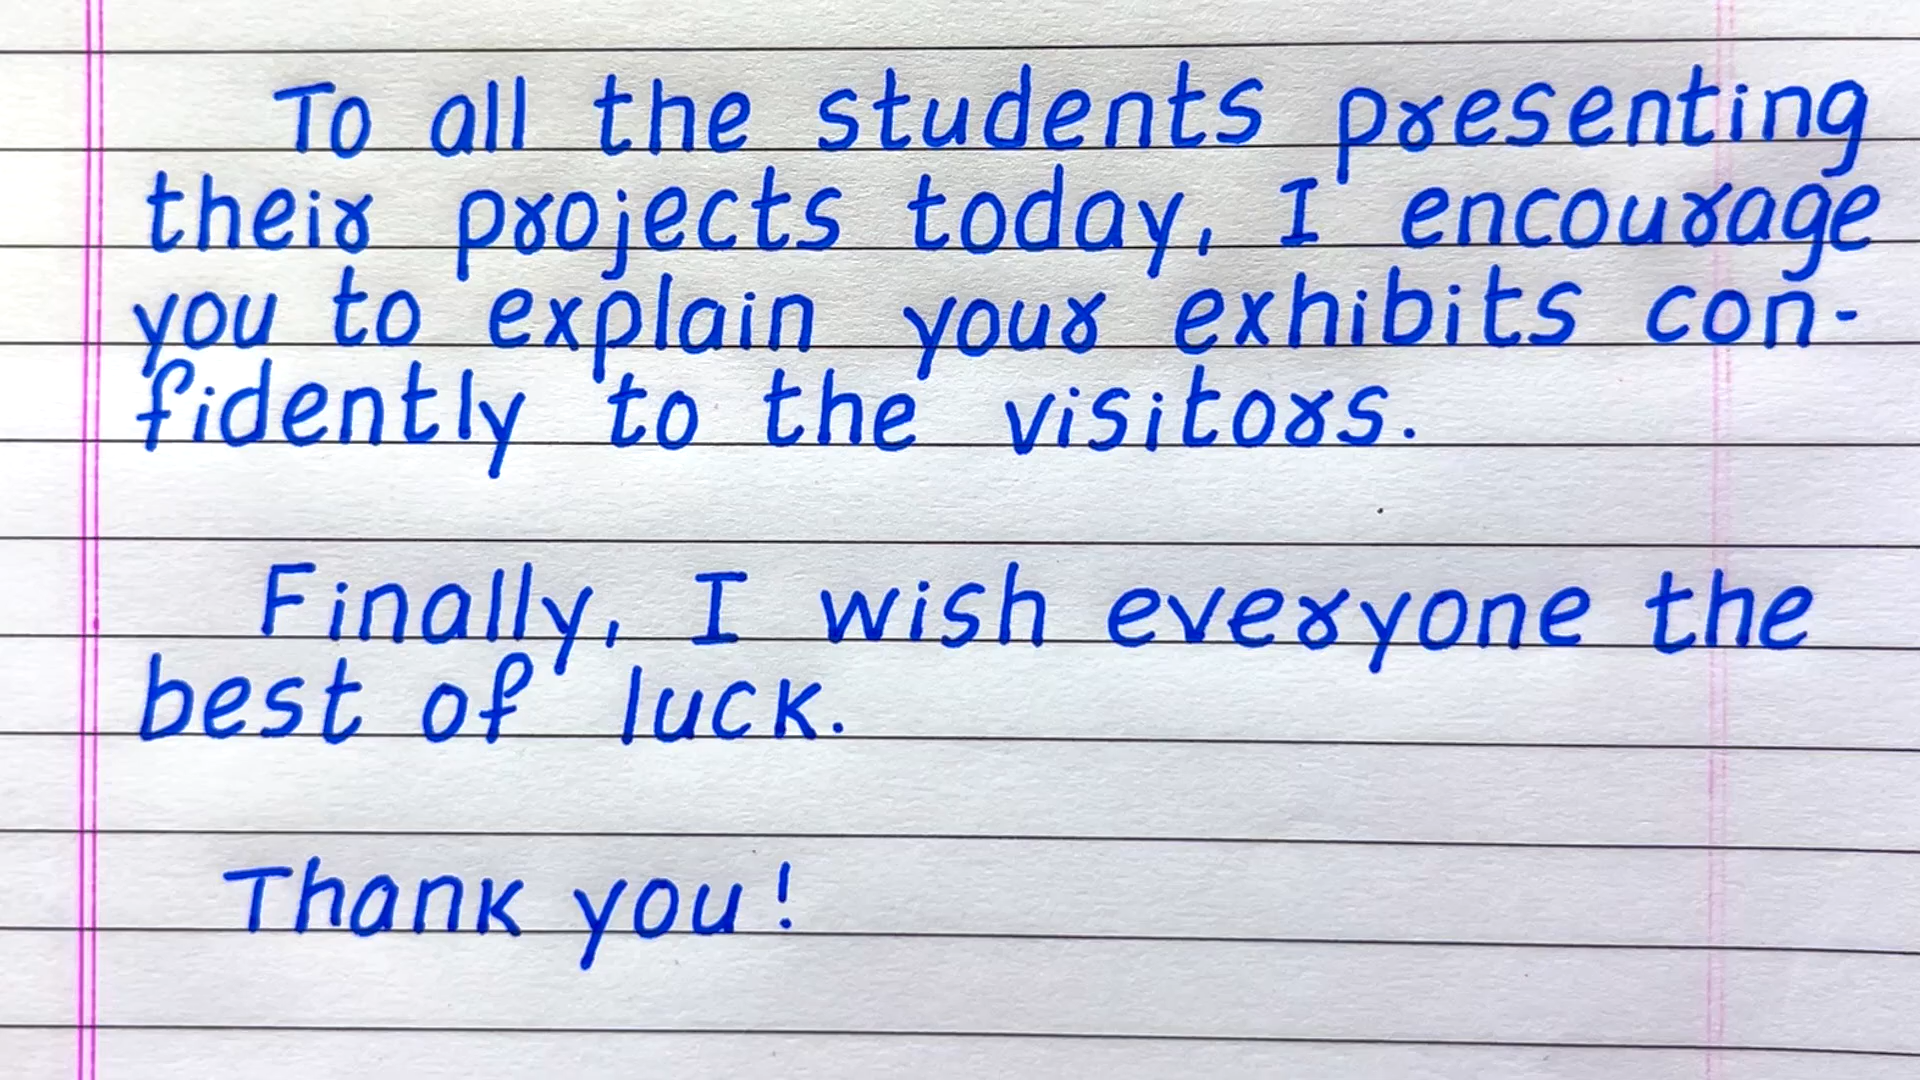 To all the students presenting
their projects today, I encourage
you to explain your exhibits con-
fidently to the visitors.
Finally, I wish everyone the
best of luck.
Thank you!